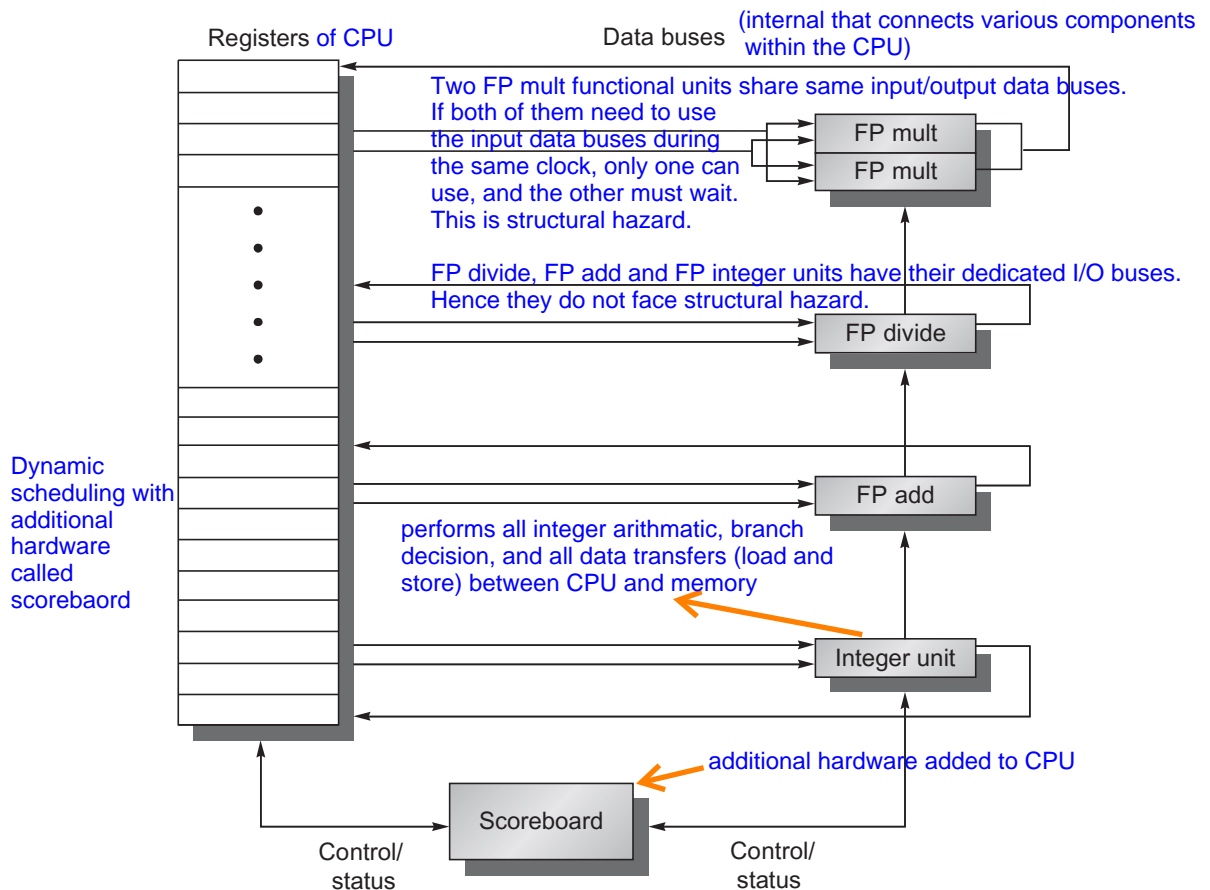 Registers of CPU
Data buses
(internal that connects various components
within the CPU)
Two FP mult functional units share same input/output data buses.
If both of them need to use
the input data buses during
the same clock, only one can
use, and the other must wait.
This is structural hazard.
FP mult
FP mult
FP divide, FP add and FP integer units have their dedicated I/O buses.
Hence they do not face structural hazard.
FP divide
Dynamic
scheduling with
additional
hardware
called
scorebaord
FP add
performs all integer arithmatic, branch
decision, and all data transfers (load and
store) between CPU and memory
Integer unit
additional hardware added to CPU
Scoreboard
Control/
status
Control/
status